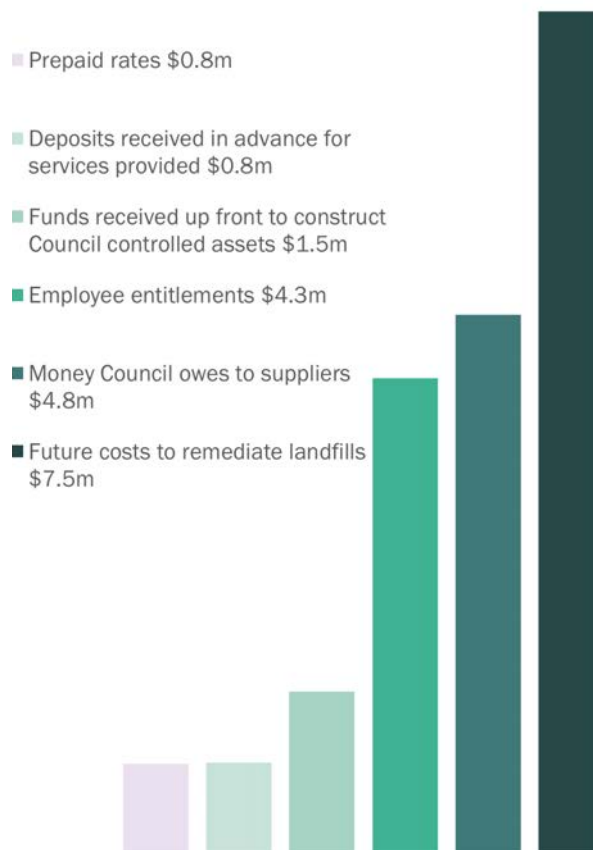 Prepaid rates $0.8m
Deposits received in advance for
services provided $0.8m
Funds received up front to construct
Council controlled assets $1.5m
Employee entitlements $4.3m
Money Council owes to suppliers
$4.8m
Future costs to remediate landfills
$7.5m